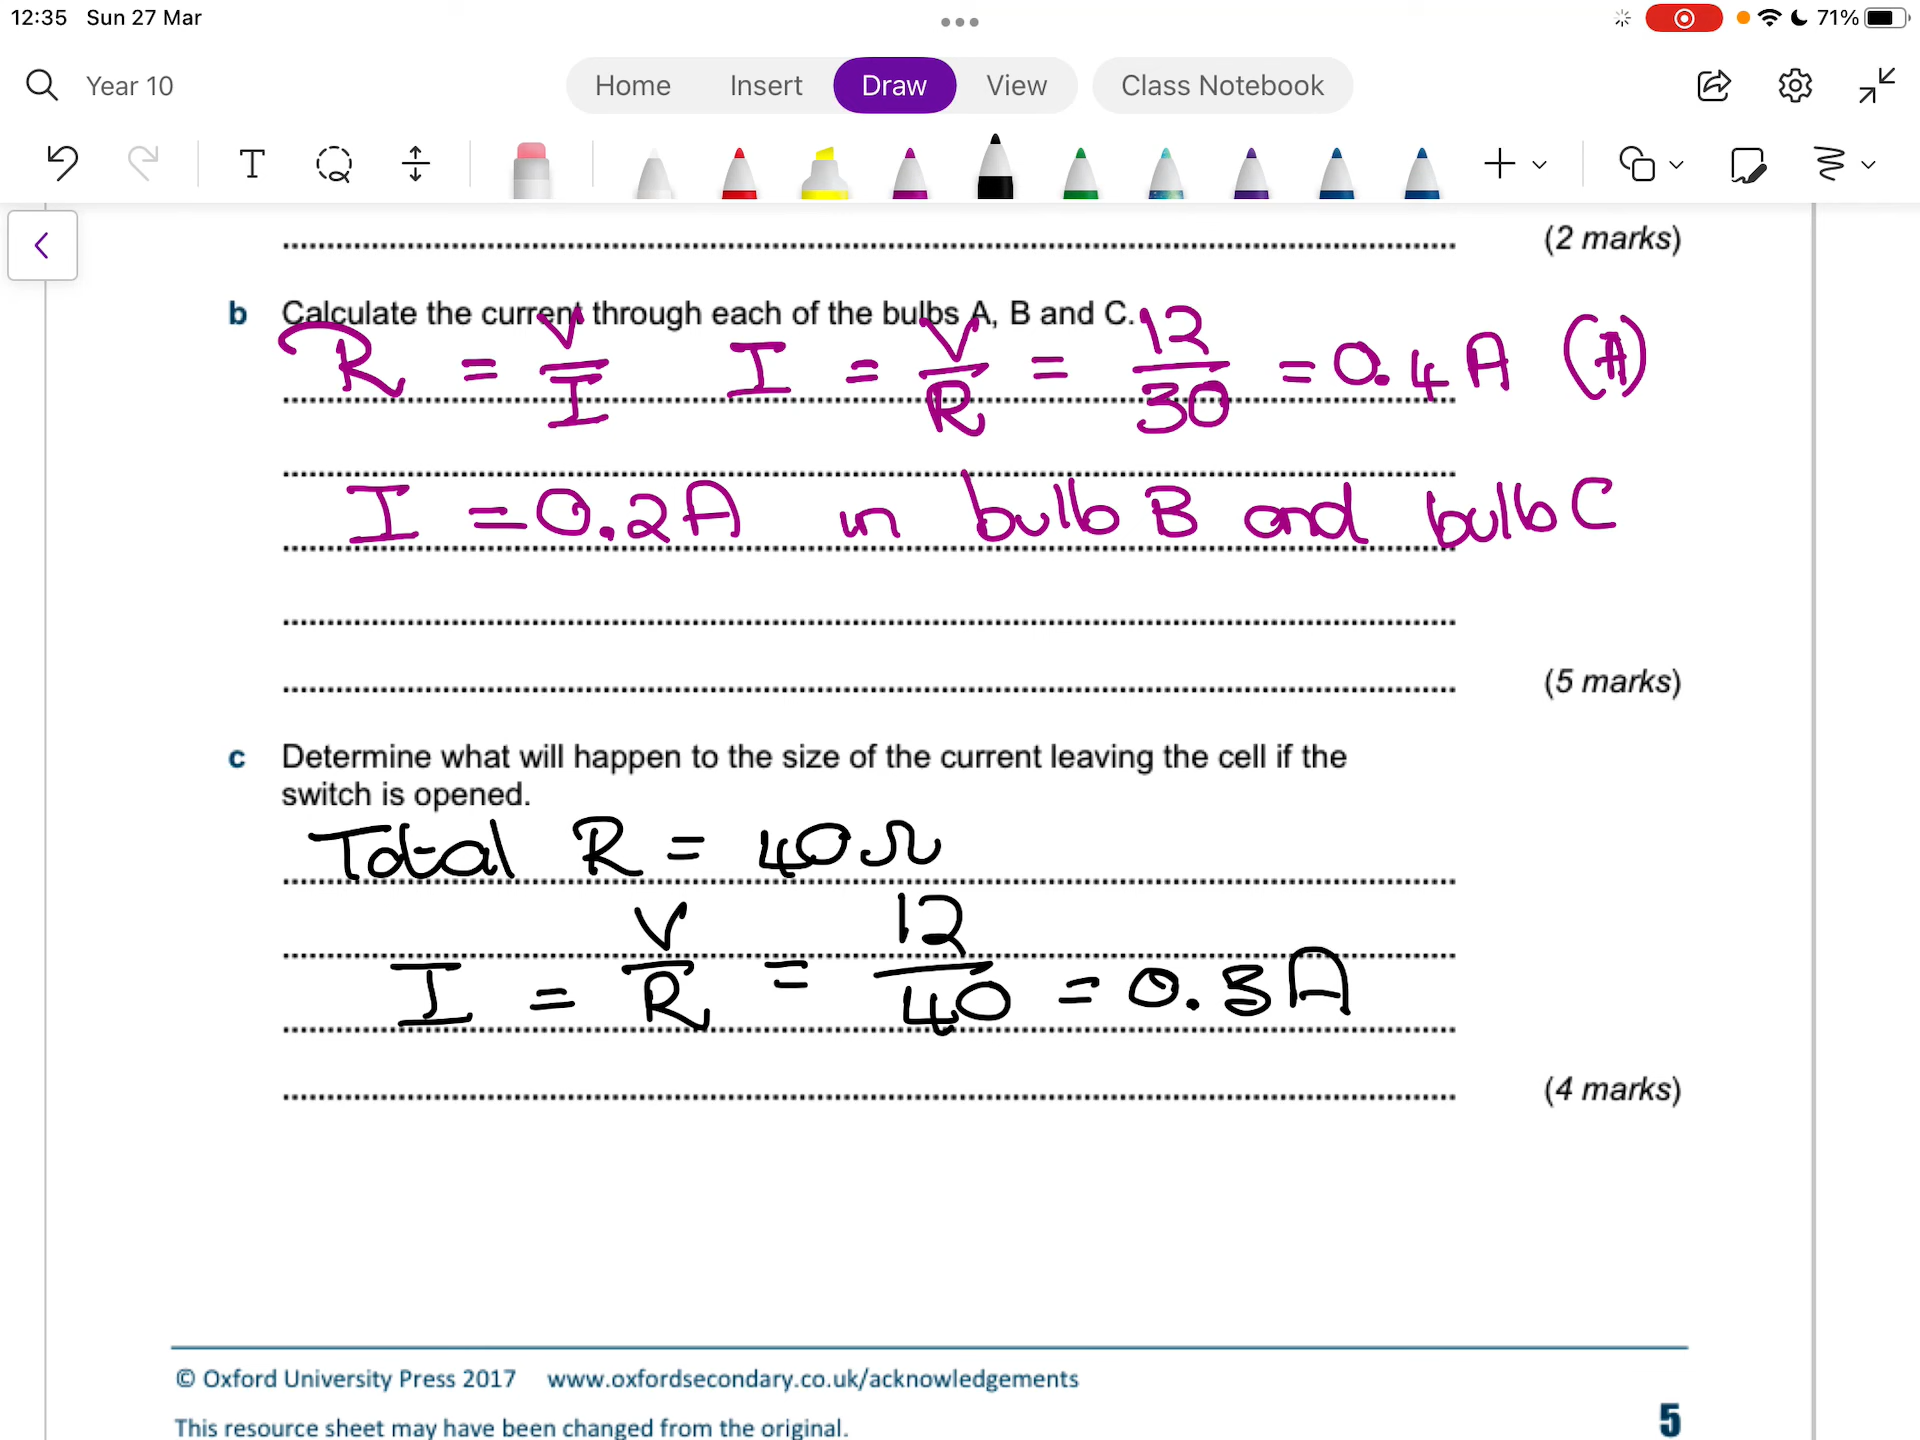 12:35 Sun 27 Mar 71%
Year 10 Home Insert Draw View Class Notebook
T
(2 marks)
b Calculate the current through each of the bulbs A, B and C.
R = V/I I = V/R = 12/30 = 0.4 A (A)
I = 0.2 A in bulb B and bulb C
(5 marks)
c Determine what will happen to the size of the current leaving the cell if the
switch is opened.
Total R = 40Ω
I = V/R = 12/40 = 0.3 A
(4 marks)
© Oxford University Press 2017 www.oxfordsecondary.co.uk/acknowledgements
This resource sheet may have been changed from the original.
5